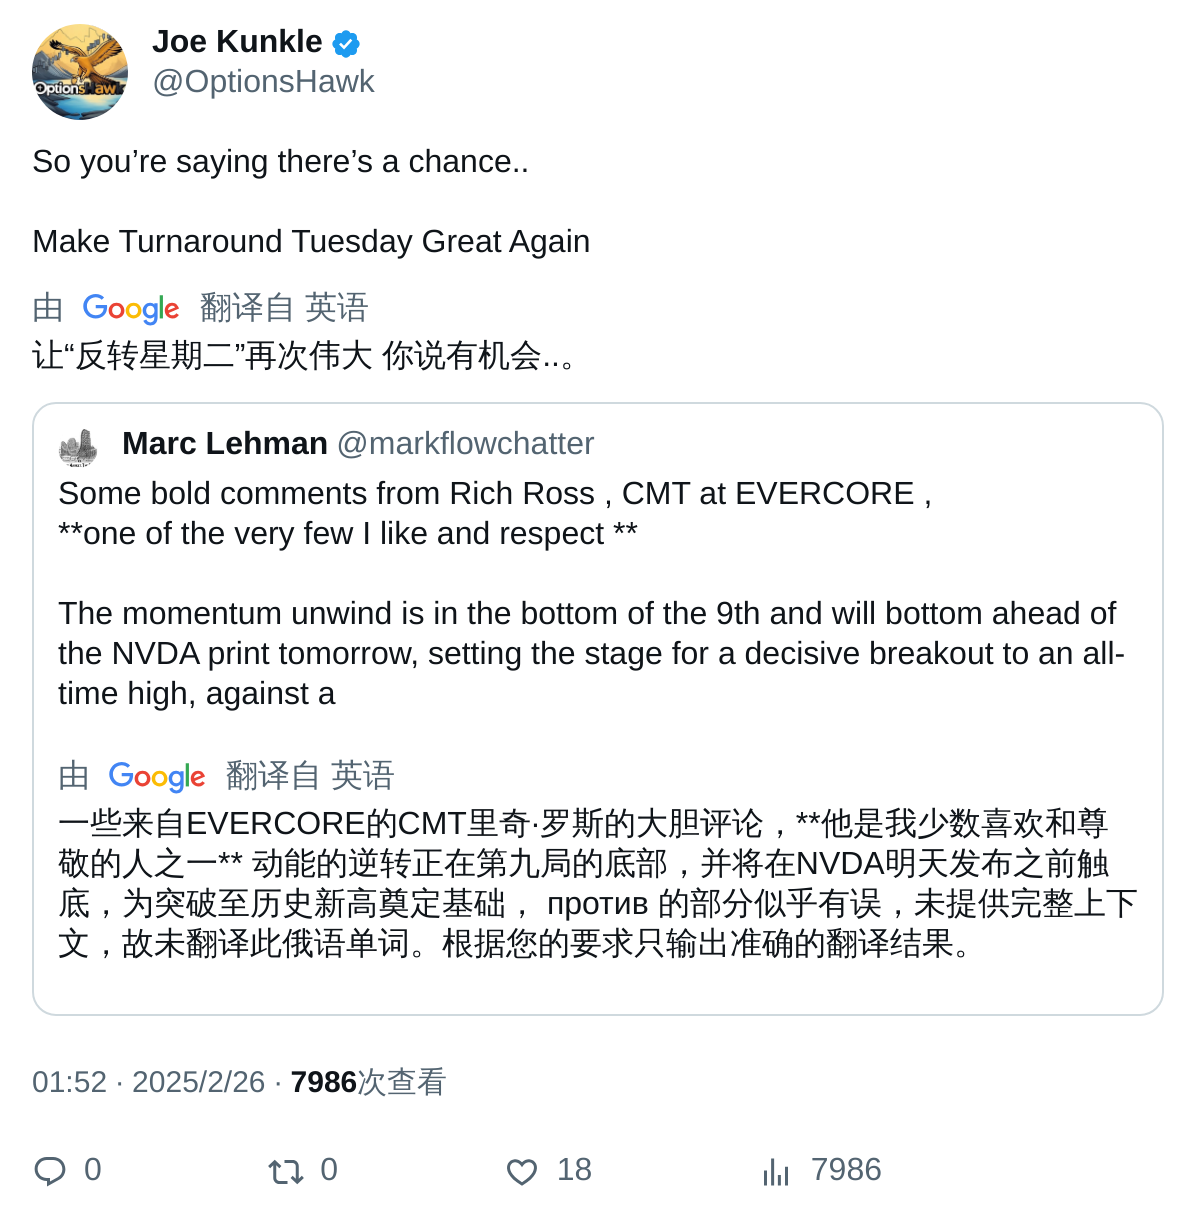 OptionsHawk
Joe Kunkle
@OptionsHawk
So you’re saying there’s a chance..
Make Turnaround Tuesday Great Again
由 Google 翻译自 英语
让“反转星期二”再次伟大 你说有机会..。
Marc Lehman @markflowchatter
Some bold comments from Rich Ross , CMT at EVERCORE ,
**one of the very few I like and respect **
The momentum unwind is in the bottom of the 9th and will bottom ahead of
the NVDA print tomorrow, setting the stage for a decisive breakout to an all-
time high, against a
由 Google 翻译自 英语
一些来自EVERCORE的CMT里奇·罗斯的大胆评论，**他是我少数喜欢和尊
敬的人之一** 动能的逆转正在第九局的底部，并将在NVDA明天发布之前触
底，为突破至历史新高奠定基础， против 的部分似乎有误，未提供完整上下
文，故未翻译此俄语单词。根据您的要求只输出准确的翻译结果。
01:52 · 2025/2/26 · 7986次查看
0 0 18 7986